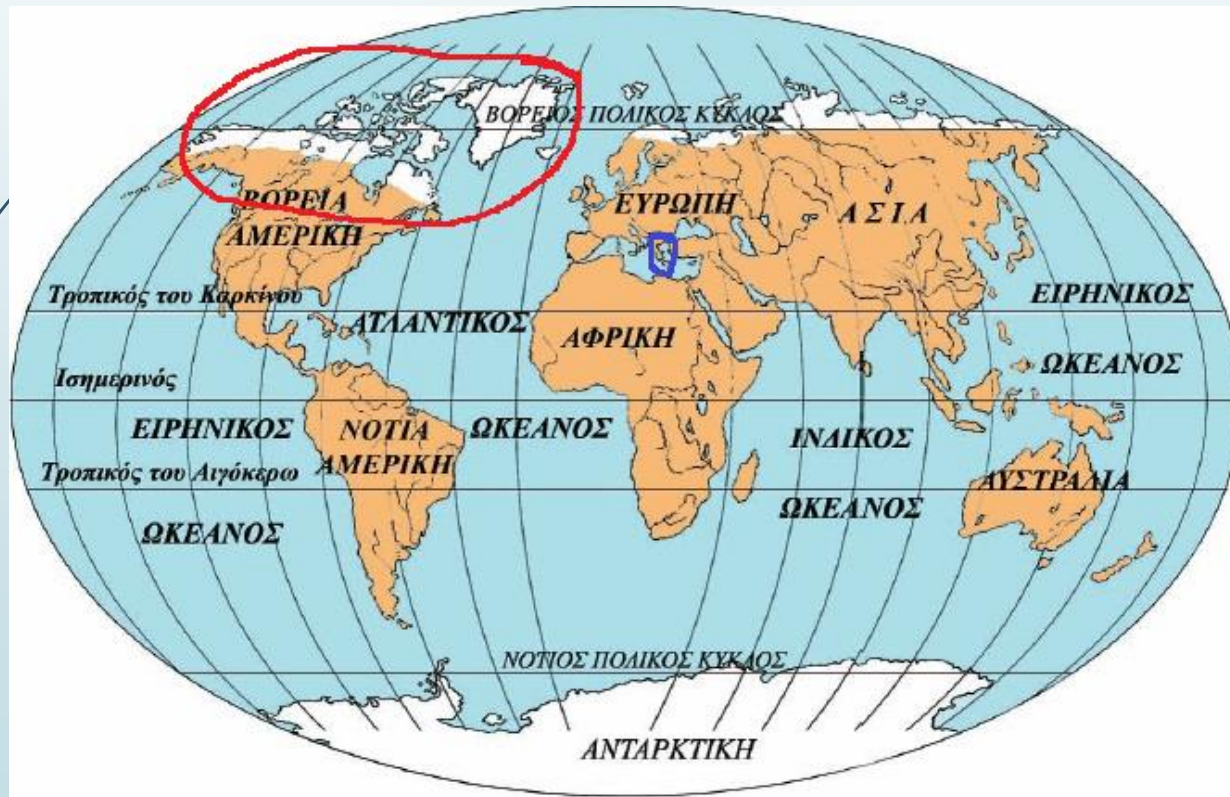 ΒΟΡΕΙΟΣ ΠΟΛΙΚΟΣ ΚΥΚΛΟΣ
ΒΟΡΕΙΑ
ΑΜΕΡΙΚΗ
ΕΥΡΩΠΗ
ΑΣΙΑ
Τροπικός του Καρκίνου
ΑΤΛΑΝΤΙΚΟΣ
ΑΦΡΙΚΗ
ΕΙΡΗΝΙΚΟΣ
ΩΚΕΑΝΟΣ
Ισημερινός
ΕΙΡΗΝΙΚΟΣ
ΝΟΤΙΑ
ΑΜΕΡΙΚΗ
ΩΚΕΑΝΟΣ
ΙΝΔΙΚΟΣ
Τροπικός του Αιγόκερω
ΑΥΣΤΡΑΛΙΑ
ΩΚΕΑΝΟΣ
ΩΚΕΑΝΟΣ
ΝΟΤΙΟΣ ΠΟΛΙΚΟΣ ΚΥΚΛΟΣ
ΑΝΤΑΡΚΤΙΚΗ